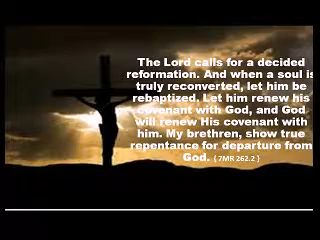 The Lord calls for a decided
reformation. And when a soul is
truly reconverted, let him be
rebaptized. Let him renew his
covenant with God, and God
will renew His covenant with
him. My brethren, show true
repentance for departure from
God. ( 7MR 262.2 )